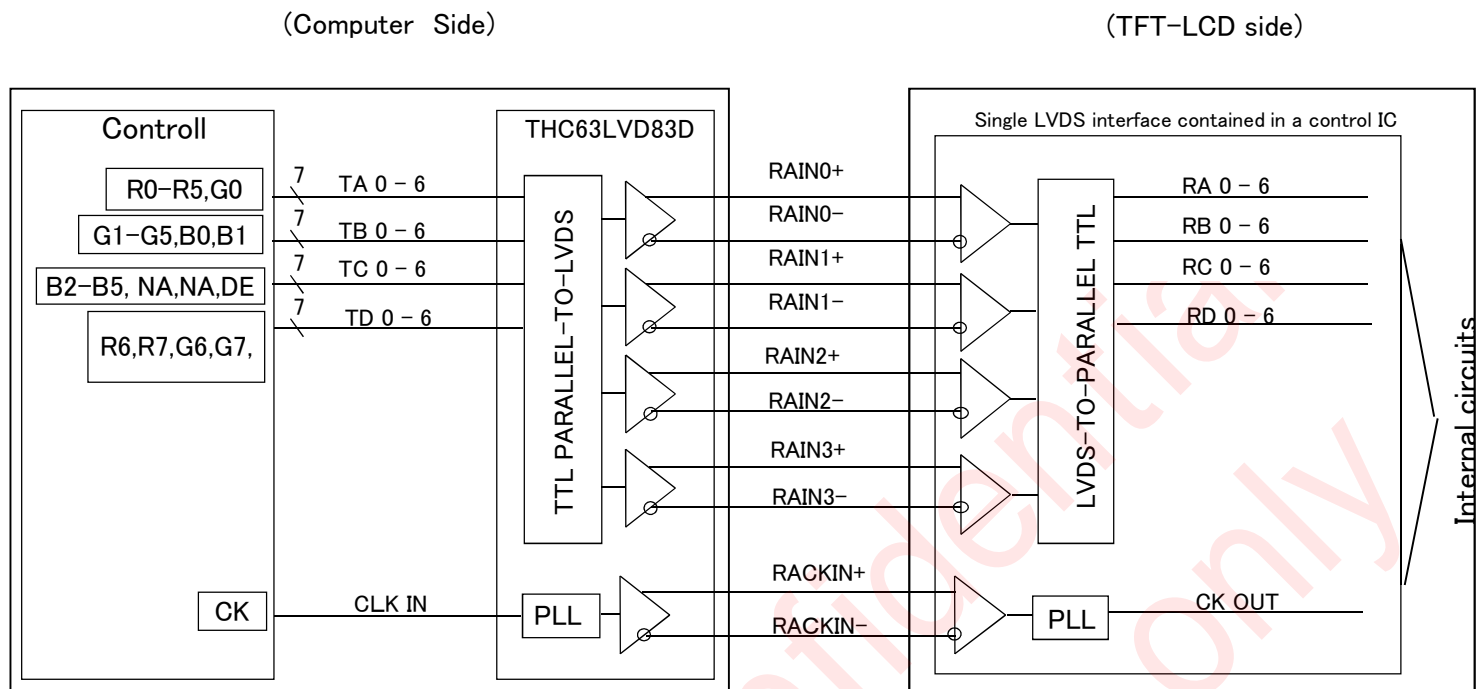 (Computer Side)
(TFT-LCD side)
Controll
THC63LVD83D
Single LVDS interface contained in a control IC
R0-R5,G0
7
TA 0 - 6
RAIN0+
RA 0 - 6
RAIN0-
G1-G5,B0,B1
7
TB 0 - 6
RB 0 - 6
RAIN1+
B2-B5, NA,NA,DE
7
TC 0 - 6
RC 0 - 6
RAIN1-
R6,R7,G6,G7,
7
TD 0 - 6
RD 0 - 6
TTL PARALLEL-TO-LVDS
LVDS-TO-PARALLEL TTL
RAIN2+
RAIN2-
RAIN3+
RAIN3-
Internal circuits
CK
CLK IN
PLL
RACKIN+
RACKIN-
PLL
CK OUT
only